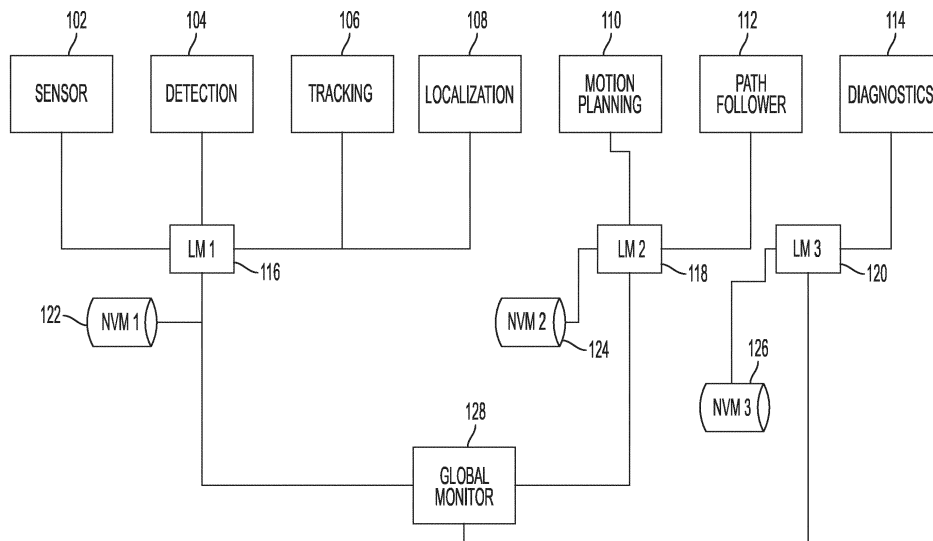 102
104
106
108
110
112
114
SENSOR
DETECTION
TRACKING
LOCALIZATION
MOTION
PLANNING
PATH
FOLLOWER
DIAGNOSTICS
LM 1
116
LM 2
118
LM 3
120
122
NVM 1
NVM 2
124
126
NVM 3
128
GLOBAL
MONITOR